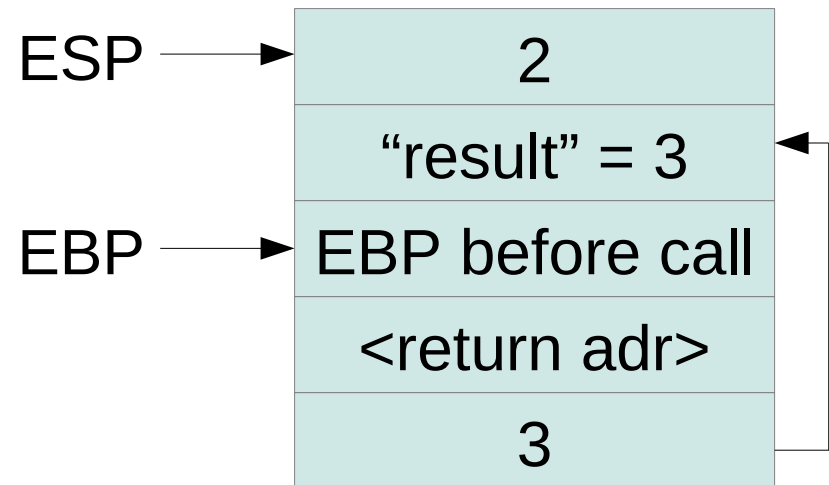 ESP
2
“result” = 3
EBP
EBP before call
<return adr>
3